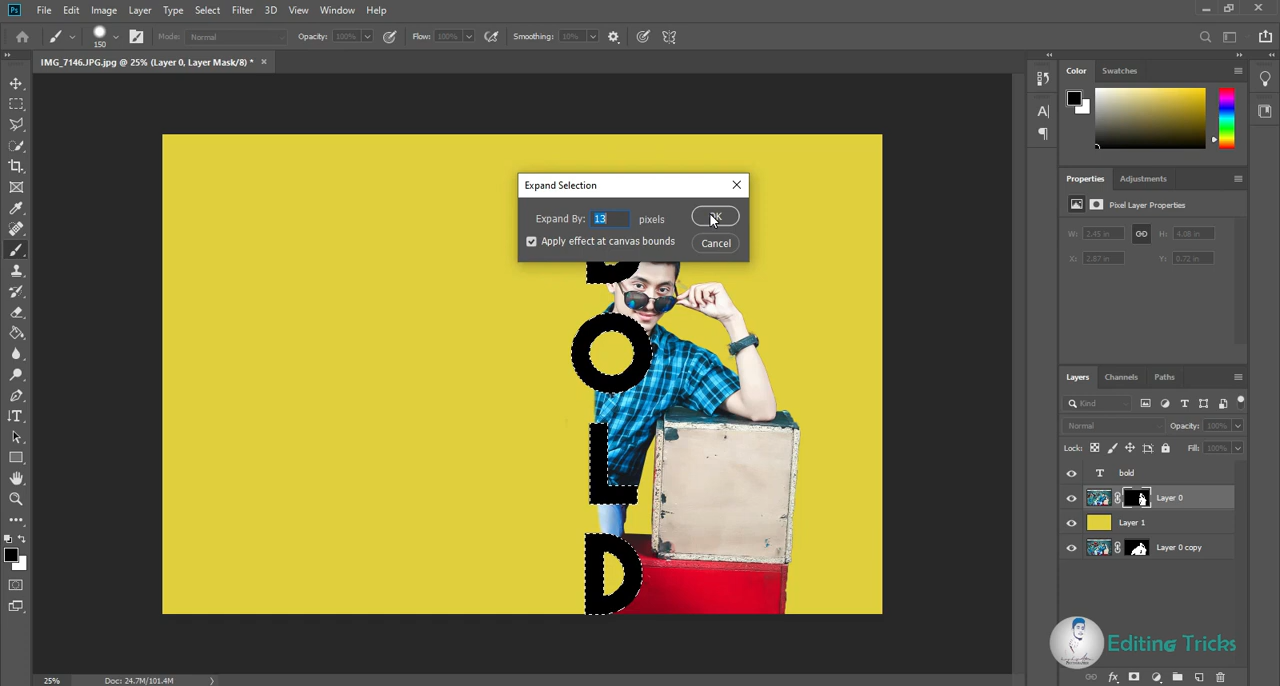 Ps File Edit Image Layer Type Select Filter 3D View Window Help
150 Mode: Normal Opacity: 100% Flow: 100% Smoothing: 10%
IMG_7146.JPG.jpg @ 25% (Layer 0, Layer Mask/8) * ×
Color Swatches
Expand Selection
Expand By: 13 pixels OK
Apply effect at canvas bounds
Cancel
O
L
D
Properties Adjustments
Pixel Layer Properties
W: 2.45 in H: 4.08 in
X: 2.87 in Y: 0.72 in
Layers Channels Paths
Kind
Normal Opacity: 100%
Lock: Fill: 100%
T bold
Layer 0
Layer 1
Layer 0 copy
Editing Tricks
25% Doc: 24.7M/101.4M